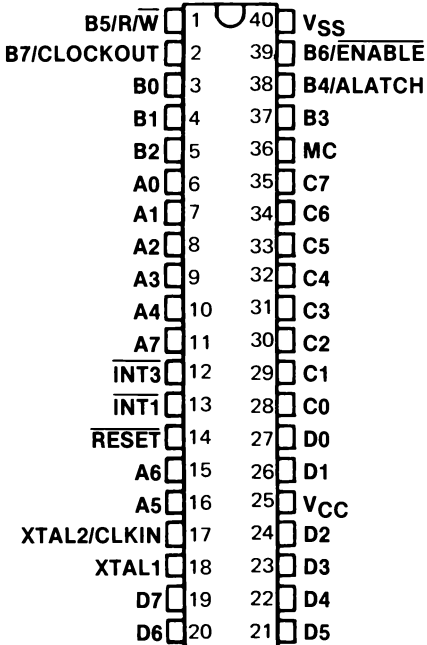 B5/R/W̅ 1 40 VSS
B7/CLOCKOUT 2 39 B6/E̅N̅A̅B̅L̅E̅
B0 3 38 B4/ALATCH
B1 4 37 B3
B2 5 36 MC
A0 6 35 C7
A1 7 34 C6
A2 8 33 C5
A3 9 32 C4
A4 10 31 C3
A7 11 30 C2
I̅N̅T̅3̅ 12 29 C1
I̅N̅T̅1̅ 13 28 C0
R̅E̅S̅E̅T̅ 14 27 D0
A6 15 26 D1
A5 16 25 VCC
XTAL2/CLKIN 17 24 D2
XTAL1 18 23 D3
D7 19 22 D4
D6 20 21 D5